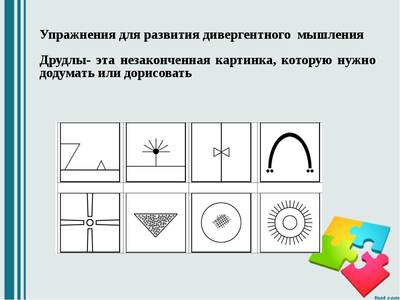 Упражнения для развития дивергентного мышления
Друдлы- эта незаконченная картинка, которую нужно
додумать или дорисовать